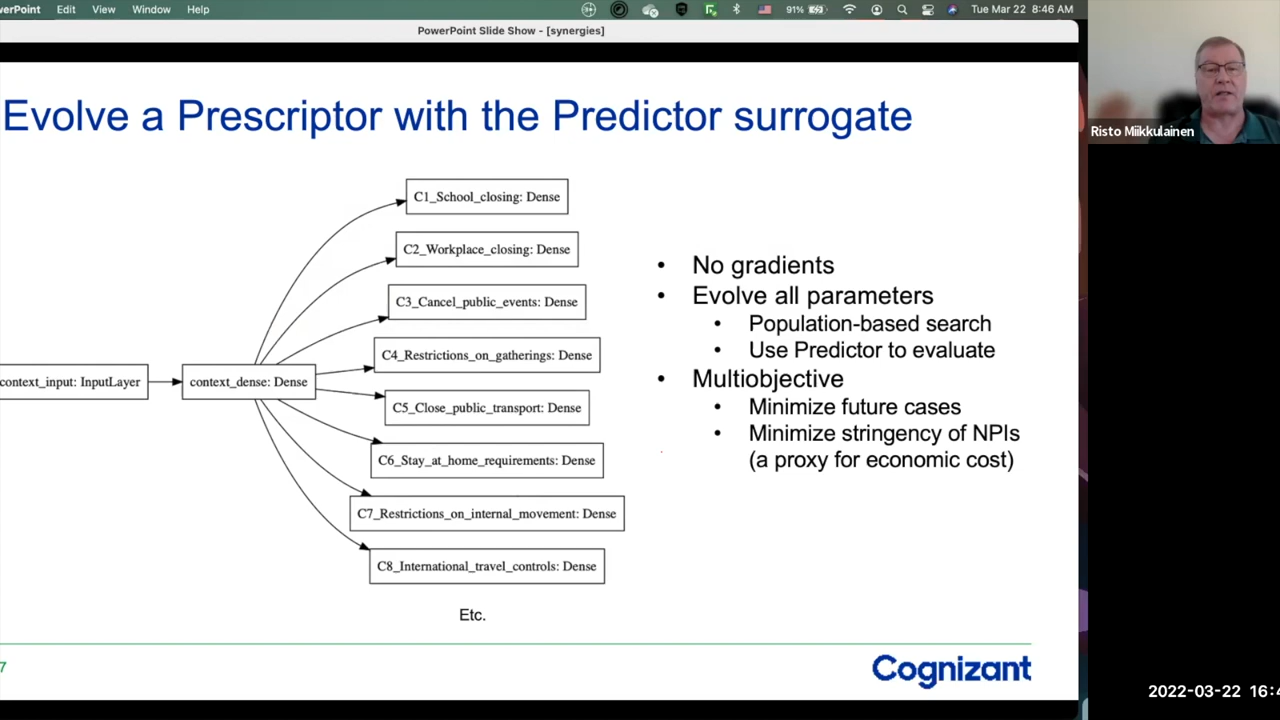 werPoint Edit View Window Help 91% Tue Mar 22 8:46 AM
PowerPoint Slide Show - [synergies]
Evolve a Prescriptor with the Predictor surrogate
Risto Miikkulainen
C1_School_closing: Dense
C2_Workplace_closing: Dense
C3_Cancel_public_events: Dense
C4_Restrictions_on_gatherings: Dense
context_input: InputLayer
context_dense: Dense
C5_Close_public_transport: Dense
C6_Stay_at_home_requirements: Dense
C7_Restrictions_on_internal_movement: Dense
C8_International_travel_controls: Dense
Etc.
• No gradients
• Evolve all parameters
• Population-based search
• Use Predictor to evaluate
• Multiobjective
• Minimize future cases
• Minimize stringency of NPIs
(a proxy for economic cost)
7
Cognizant
2022-03-22 16:4